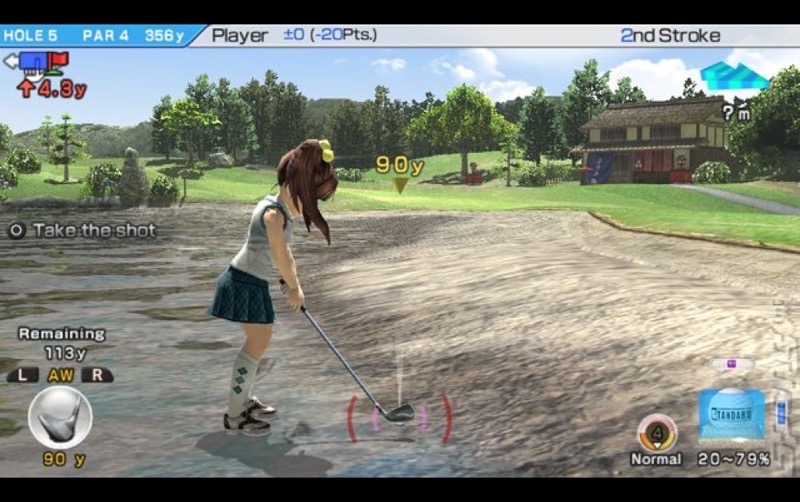 HOLE 5 PAR 4 356y Player ±0 (-20Pts.) 2nd Stroke
4.3y
? m
90y
Take the shot
Remaining
113y
L AW R
90 y
STANDARD
4
Normal 20~79%